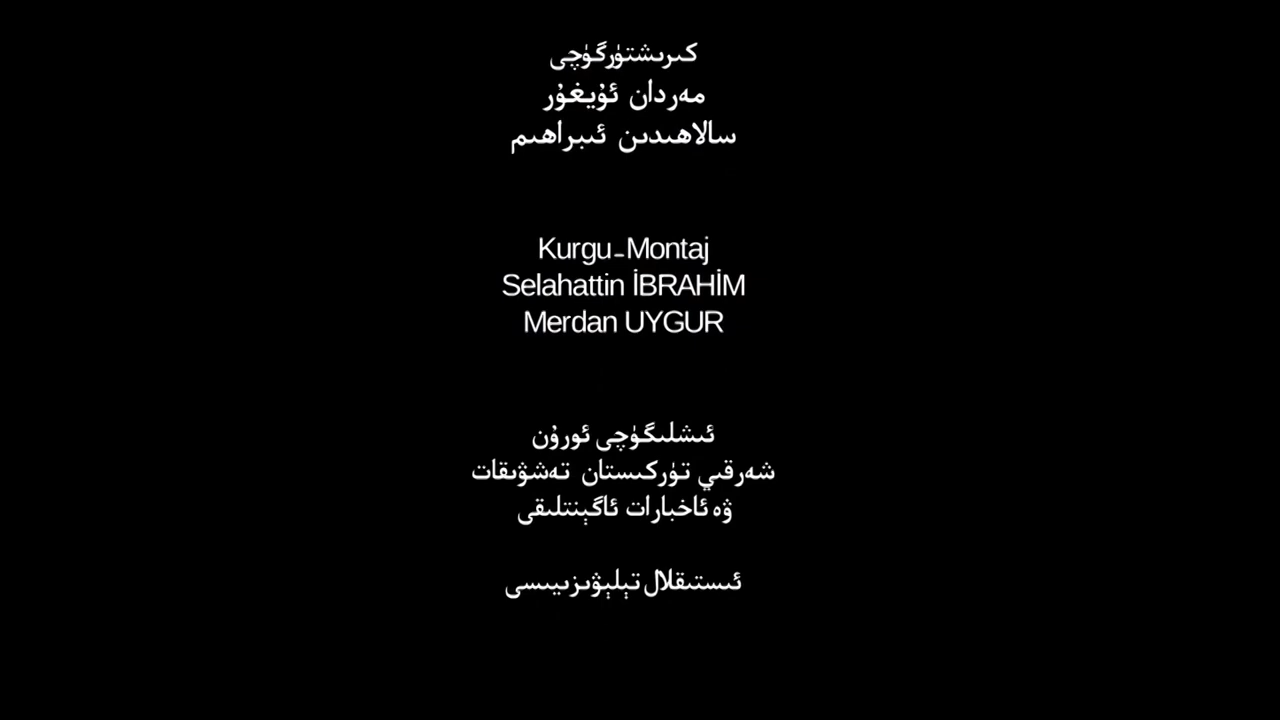 كىرىشتۈرگۈچى
مەردان ئۇيغۇر
سالاھىدىن ئىبراھىم
Kurgu-Montaj
Selahattin İBRAHİM
Merdan UYGUR
ئىشلىگۈچى ئورۇن
شەرقىي تۈركىستان تەشۋىقات
ۋە ئاخبارات ئاگېنتلىقى
ئىستىقلال تېلېۋىزىيىسى